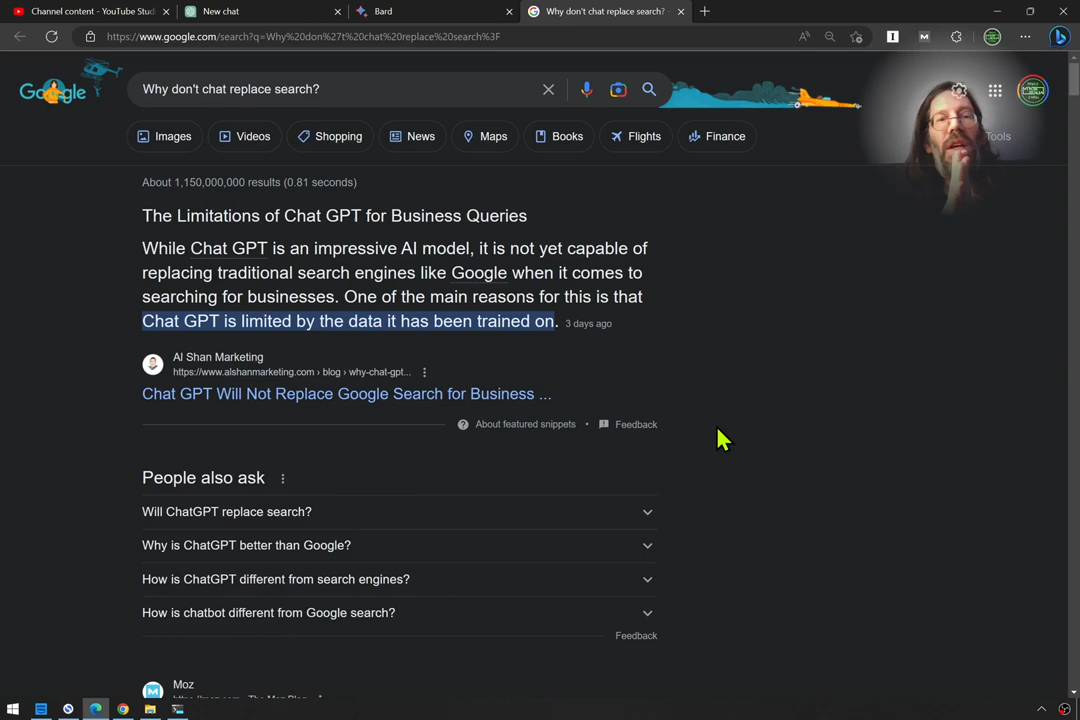 Channel content - YouTube Stud
New chat
Bard
Why don't chat replace search?
https://www.google.com/search?q=Why%20don%27t%20chat%20replace%20search%3F
Google
Why don't chat replace search?
Images
Videos
Shopping
News
Maps
Books
Flights
Finance
Tools
About 1,150,000,000 results (0.81 seconds)
The Limitations of Chat GPT for Business Queries
While Chat GPT is an impressive AI model, it is not yet capable of
replacing traditional search engines like Google when it comes to
searching for businesses. One of the main reasons for this is that
Chat GPT is limited by the data it has been trained on. 3 days ago
Al Shan Marketing
https://www.alshanmarketing.com › blog › why-chat-gpt...
Chat GPT Will Not Replace Google Search for Business ...
About featured snippets • Feedback
People also ask
Will ChatGPT replace search?
Why is ChatGPT better than Google?
How is ChatGPT different from search engines?
How is chatbot different from Google search?
Feedback
Moz